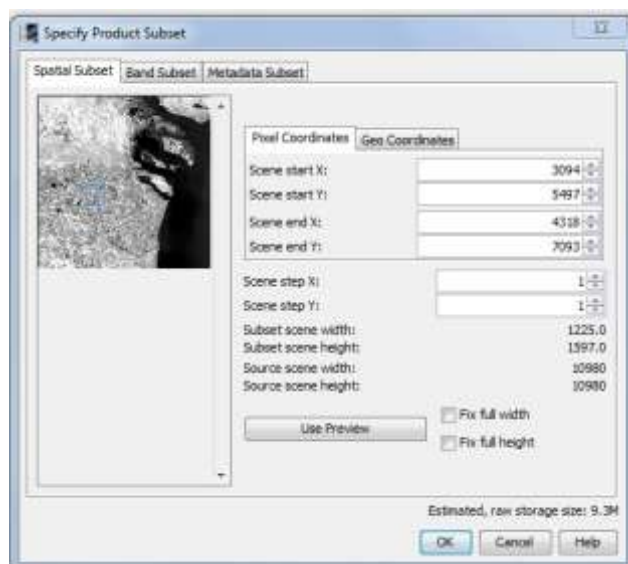 Specify Product Subset
Spatial Subset Band Subset Metadata Subset
Pixel Coordinates Geo Coordinates
Scene start X: 3094
Scene start Y: 5497
Scene end X: 4318
Scene end Y: 7093
Scene step X: 1
Scene step Y: 1
Subset scene width: 1225.0
Subset scene height: 1597.0
Source scene width: 10980
Source scene height: 10980
Use Preview
Fix full width
Fix full height
Estimated, raw storage size: 9.3M
OK Cancel Help